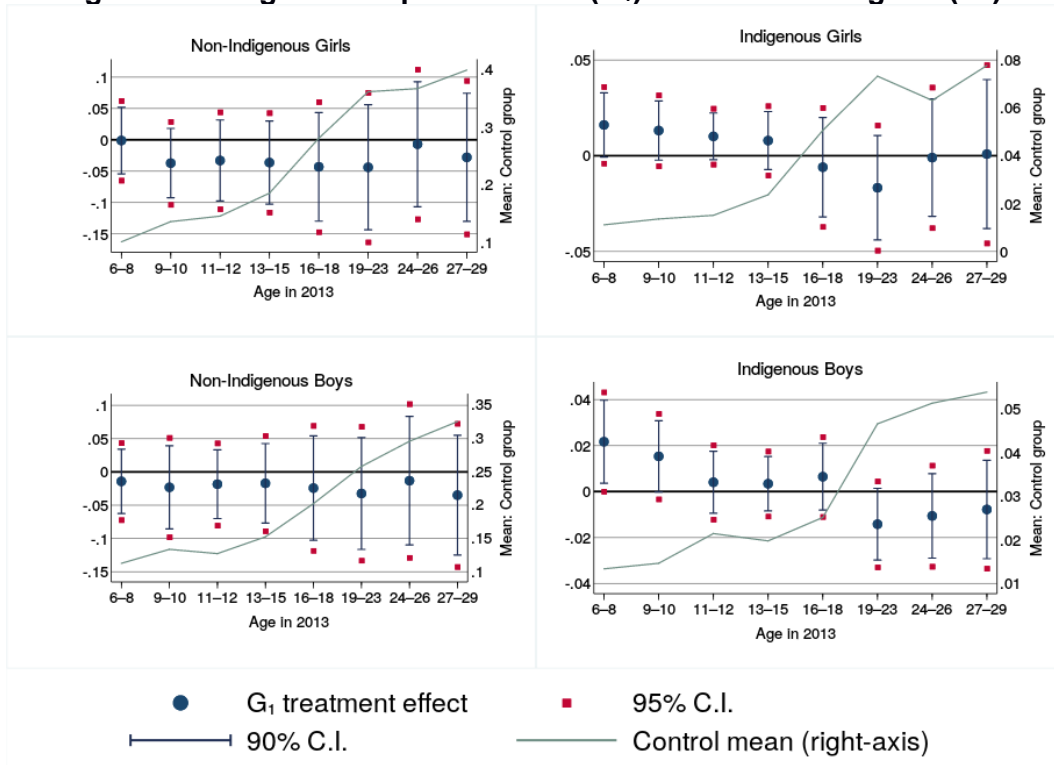 Non-Indigenous Girls
.1
.05
0
-.05
-.1
-.15
.4
.3
.2
.1
Mean: Control group
6–8 9–10 11–12 13–15 16–18 19–23 24–26 27–29
Age in 2013
Indigenous Girls
.05
0
-.05
.08
.06
.04
.02
0
Mean: Control group
6–8 9–10 11–12 13–15 16–18 19–23 24–26 27–29
Age in 2013
Non-Indigenous Boys
.1
.05
0
-.05
-.1
-.15
.35
.3
.25
.2
.15
.1
Mean: Control group
6–8 9–10 11–12 13–15 16–18 19–23 24–26 27–29
Age in 2013
Indigenous Boys
.04
.02
0
-.02
-.04
.05
.04
.03
.02
.01
Mean: Control group
6–8 9–10 11–12 13–15 16–18 19–23 24–26 27–29
Age in 2013
G₁ treatment effect
95% C.I.
90% C.I.
Control mean (right-axis)